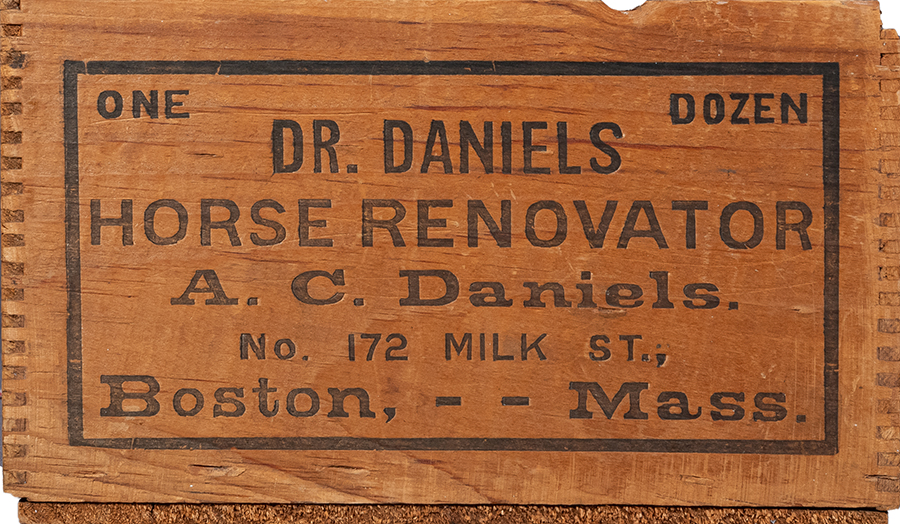 ONE DOZEN
DR. DANIELS
HORSE RENOVATOR
A. C. Daniels.
No. 172 MILK ST.,
Boston, - - Mass.